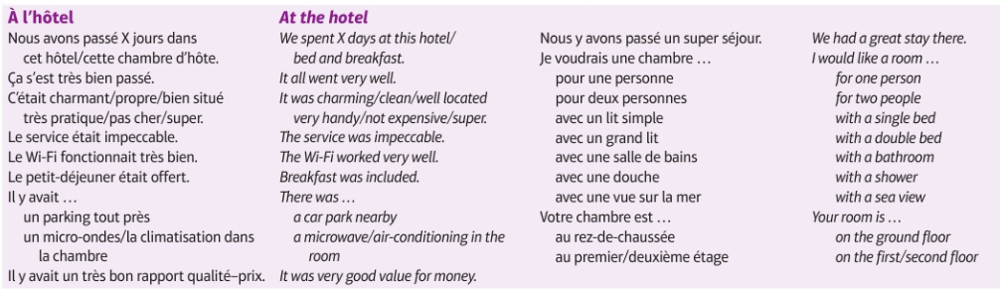 À l'hôtel
Nous avons passé X jours dans
cet hôtel/cette chambre d'hôte.
Ça s'est très bien passé.
C'était charmant/propre/bien situé
très pratique/pas cher/super.
Le service était impeccable.
Le Wi-Fi fonctionnait très bien.
Le petit-déjeuner était offert.
Il y avait …
un parking tout près
un micro-ondes/la climatisation dans
la chambre
Il y avait un très bon rapport qualité–prix.
At the hotel
We spent X days at this hotel/
bed and breakfast.
It all went very well.
It was charming/clean/well located
very handy/not expensive/super.
The service was impeccable.
The Wi-Fi worked very well.
Breakfast was included.
There was …
a car park nearby
a microwave/air-conditioning in the
room
It was very good value for money.
Nous y avons passé un super séjour.
Je voudrais une chambre …
pour une personne
pour deux personnes
avec un lit simple
avec un grand lit
avec une salle de bains
avec une douche
avec une vue sur la mer
Votre chambre est …
au rez-de-chaussée
au premier/deuxième étage
We had a great stay there.
I would like a room …
for one person
for two people
with a single bed
with a double bed
with a bathroom
with a shower
with a sea view
Your room is …
on the ground floor
on the first/second floor